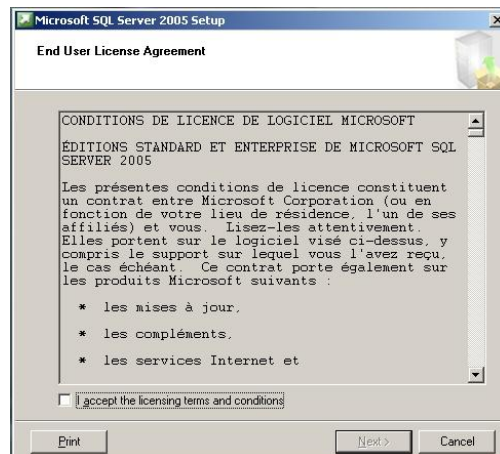 Microsoft SQL Server 2005 Setup
End User License Agreement
CONDITIONS DE LICENCE DE LOGICIEL MICROSOFT
ÉDITIONS STANDARD ET ENTERPRISE DE MICROSOFT SQL
SERVER 2005
Les présentes conditions de licence constituent
un contrat entre Microsoft Corporation (ou en
fonction de votre lieu de résidence, l'un de ses
affiliés) et vous.  Lisez-les attentivement.
Elles portent sur le logiciel visé ci-dessus, y
compris le support sur lequel vous l'avez reçu,
le cas échéant.  Ce contrat porte également sur
les produits Microsoft suivants :
* les mises à jour,
* les compléments,
* les services Internet et
I accept the licensing terms and conditions
Print
Next >
Cancel